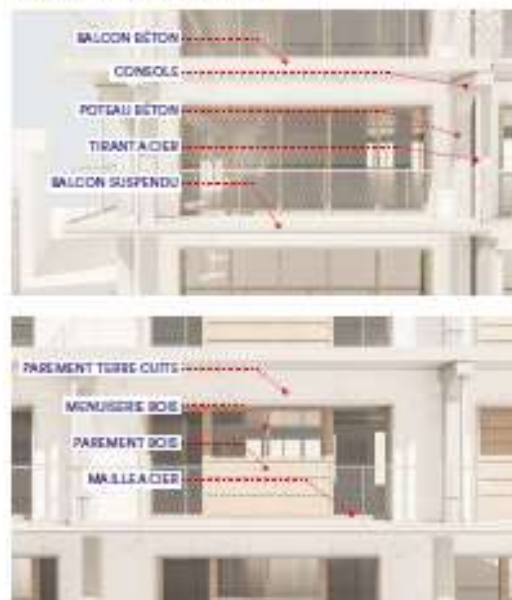 BALCON BÉTON
CONSOLE
POTEAU BÉTON
TIRANT ACIER
BALCON SUSPENDU
PAREMENT TERRE CUITE
MENUISERIE BOIS
PAREMENT BOIS
MAILLE ACIER